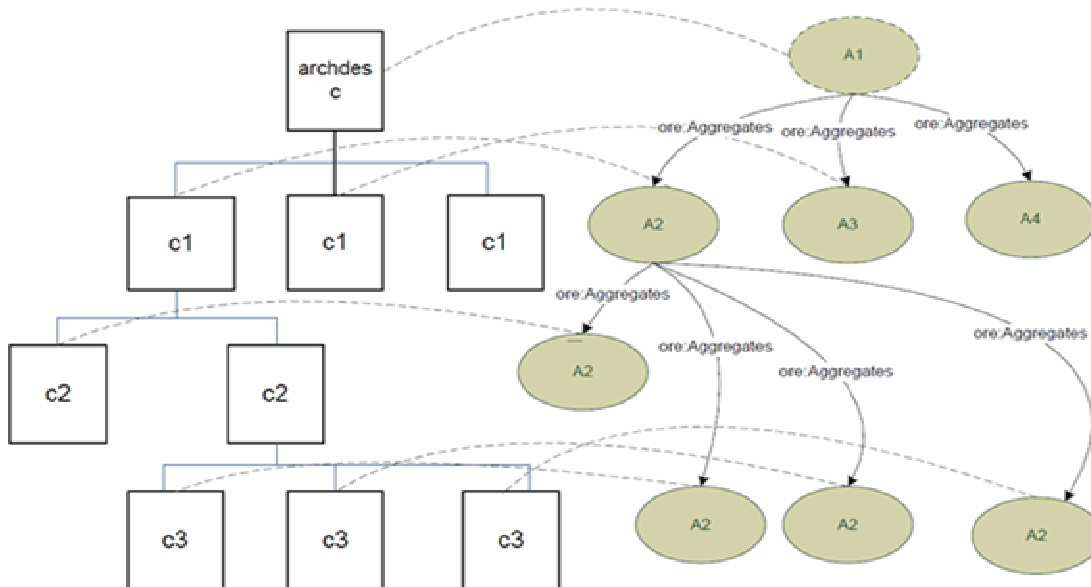 archdes
c
A1
ore:Aggregates
ore:Aggregates
ore:Aggregates
c1
c1
c1
A2
A3
A4
ore:Aggregates
ore:Aggregates
ore:Aggregates
ore:Aggregates
c2
c2
A2
c3
c3
c3
A2
A2
A2